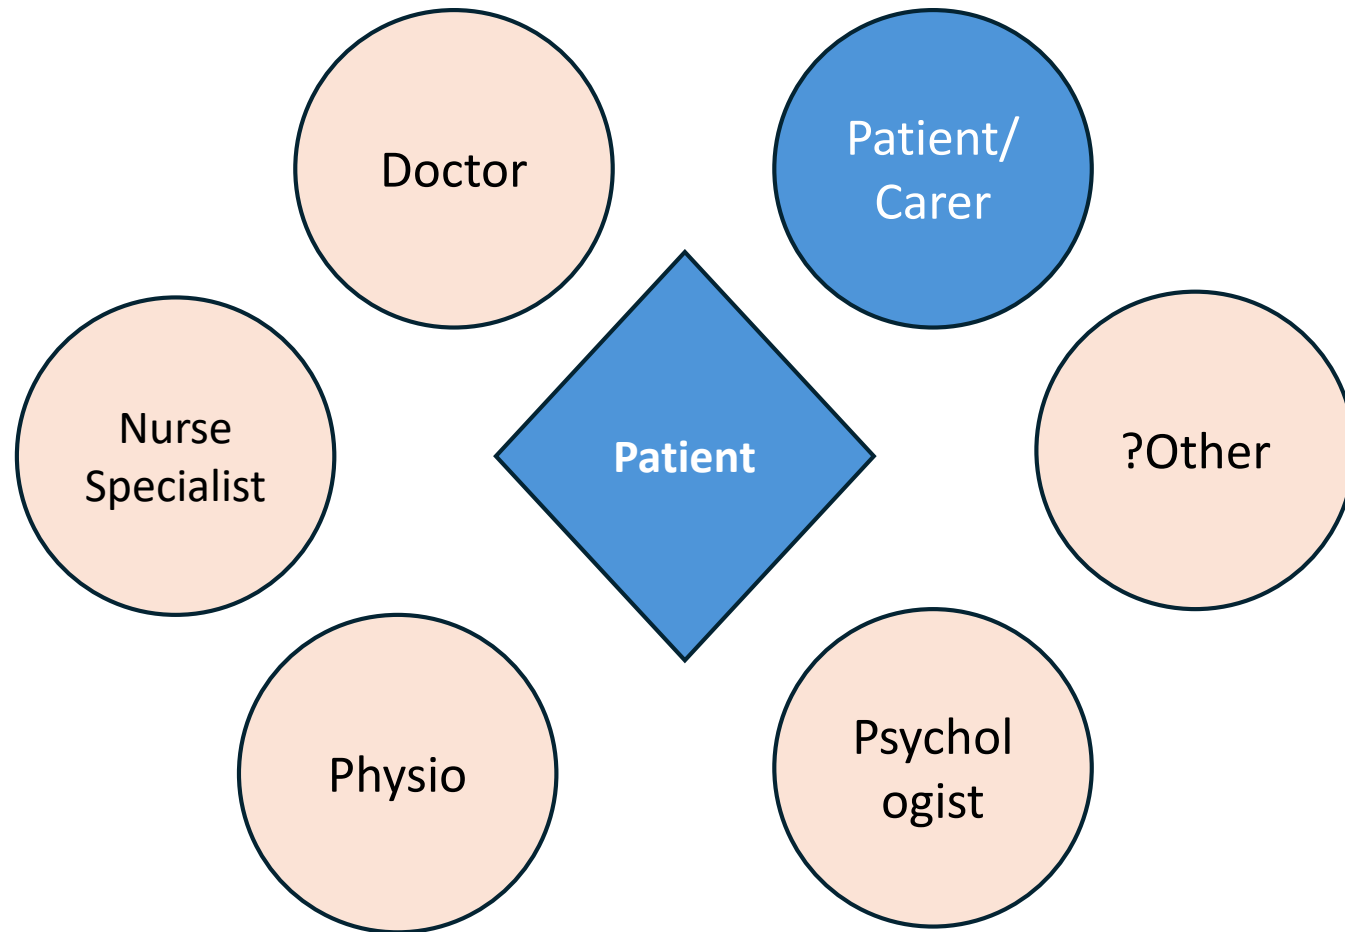 Doctor
Patient/
Carer
Nurse
Specialist
Patient
?Other
Physio
Psychol
ogist